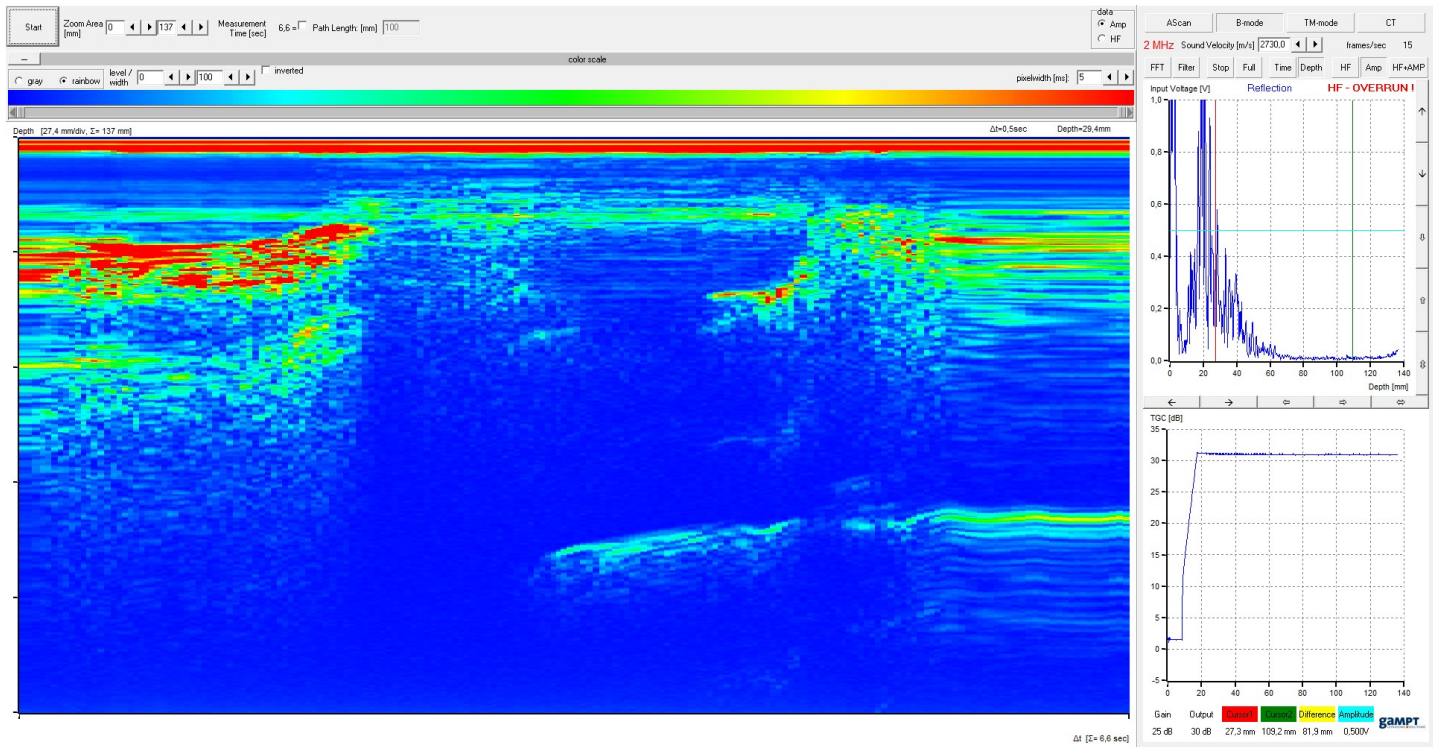 Start
Zoom Area [mm] 0 137 Measurement Time [sec] 6,6 = Path Length: [mm] 100
data
Amp
HF
color scale
gray rainbow level / width 0 100 inverted pixelwidth [ms]: 5
Depth [27,4 mm/div, Σ= 137 mm] Δt=0,5sec Depth=29,4mm
Δt [Σ= 6,6 sec]
AScan B-mode TM-mode CT
2 MHz Sound Velocity [m/s] 2730,0 frames/sec 15
FFT Filter Stop Full Time Depth HF Amp HF+AMP
Input Voltage [V] Reflection HF - OVERRUN !
1,0
0,8
0,6
0,4
0,2
0,0
0 20 40 60 80 100 120 140
Depth [mm]
TGC [dB]
35
30
25
20
15
10
5
0
-5
0 20 40 60 80 100 120 140
Gain Output Cursor1 Cursor2 Difference Amplitude
25 dB 30 dB 27,3 mm 109,2 mm 81,9 mm 0,500V
GAMPT